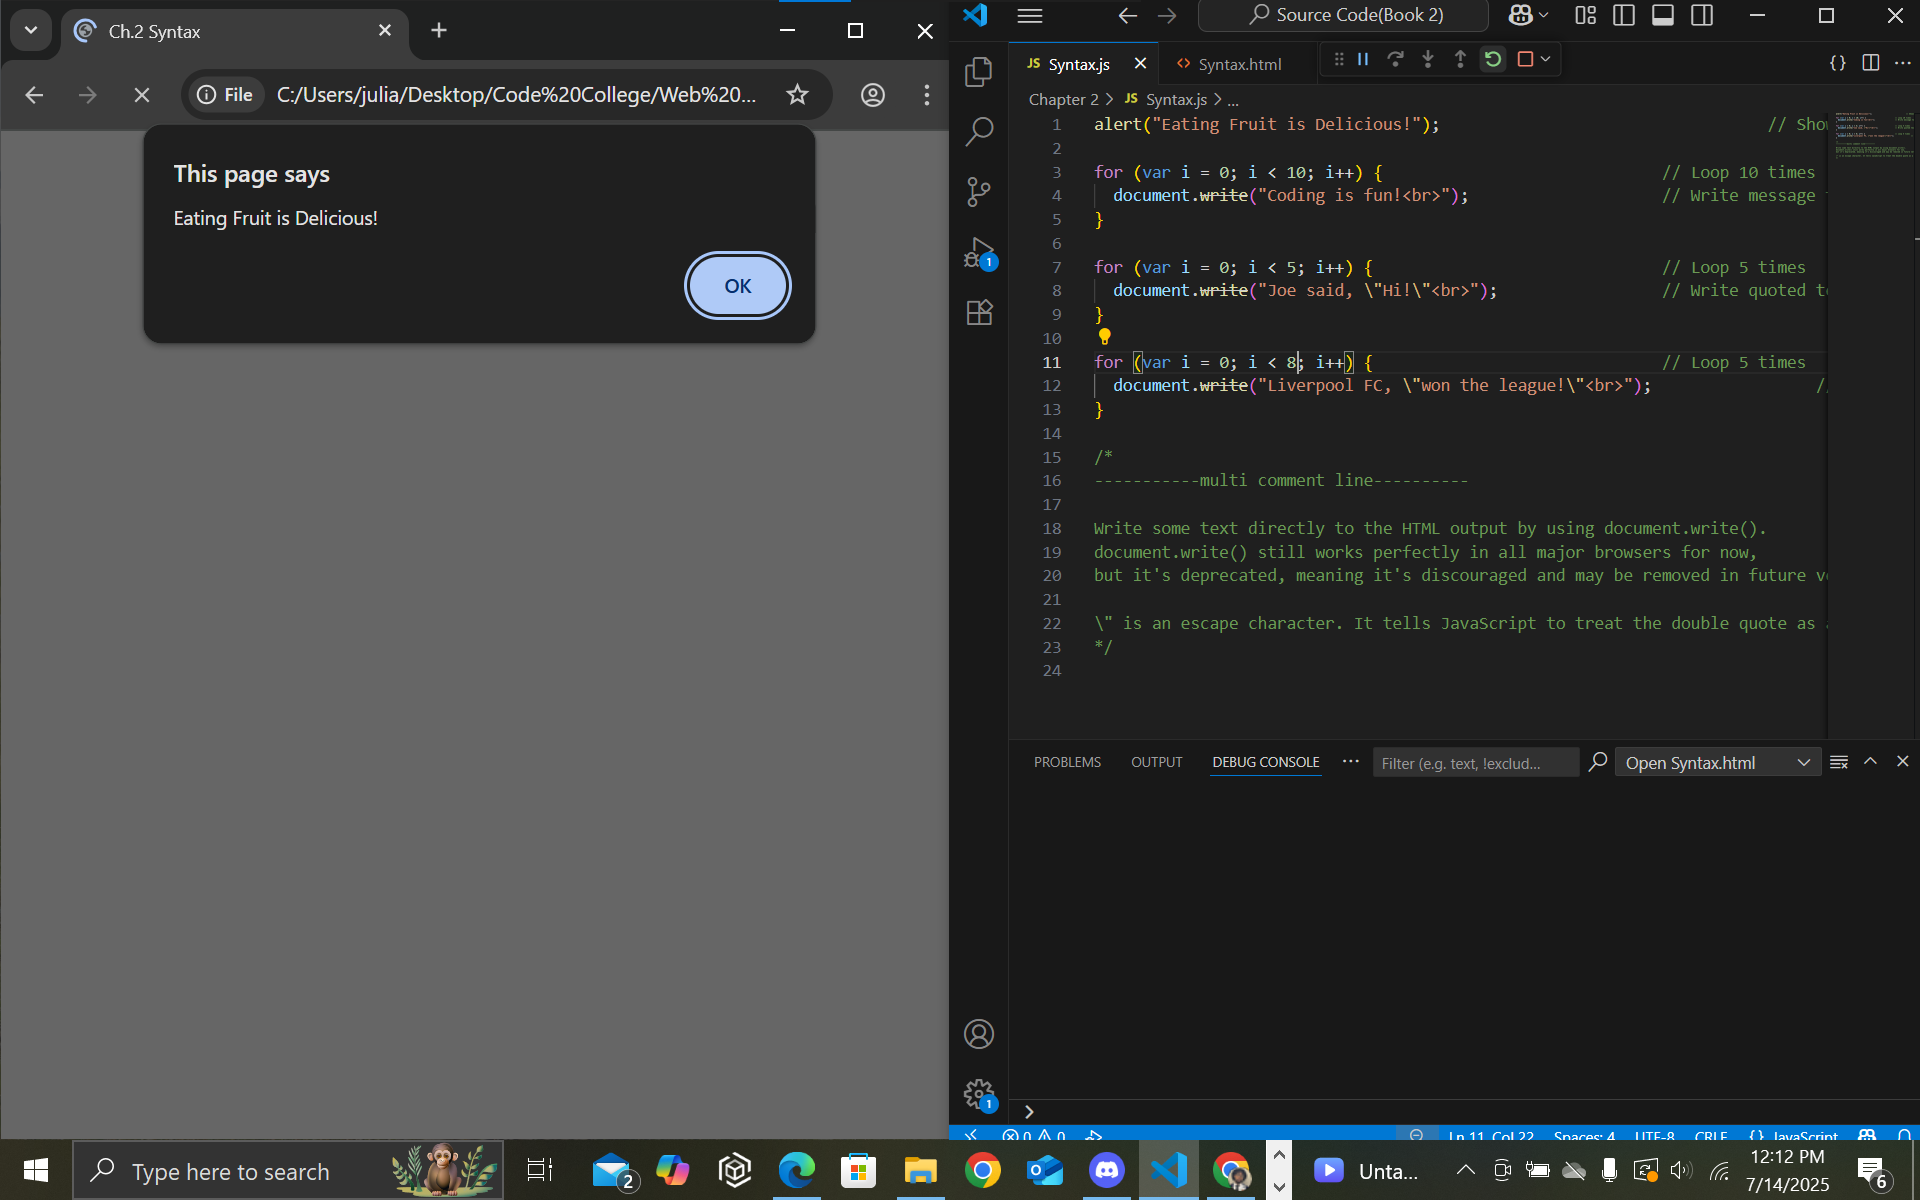 Ch.2 Syntax
File C:/Users/julia/Desktop/Code%20College/Web%20...
This page says
Eating Fruit is Delicious!
OK
Source Code(Book 2)
JS Syntax.js
<> Syntax.html
Chapter 2 > JS Syntax.js > ...
1 alert("Eating Fruit is Delicious!"); // Show
2
3 for (var i = 0; i < 10; i++) { // Loop 10 times
4 document.write("Coding is fun!<br>"); // Write message
5 }
6
7 for (var i = 0; i < 5; i++) { // Loop 5 times
8 document.write("Joe said, \"Hi!\"<br>"); // Write quoted t
9 }
10
11 for (var i = 0; i < 8; i++) { // Loop 5 times
12 document.write("Liverpool FC, \"won the league!\"<br>"); //
13 }
14
15 /*
16 -----------multi comment line----------
17
18 Write some text directly to the HTML output by using document.write().
19 document.write() still works perfectly in all major browsers for now,
20 but it's deprecated, meaning it's discouraged and may be removed in future v
21
22 \" is an escape character. It tells JavaScript to treat the double quote as
23 */
24
PROBLEMS OUTPUT DEBUG CONSOLE ... Filter (e.g. text, !exclud... Open Syntax.html
1
1
0 0 Ln 11, Col 22 Spaces: 4 UTF-8 CRLF {} JavaScript
Type here to search
2
Unta...
12:12 PM
7/14/2025
6